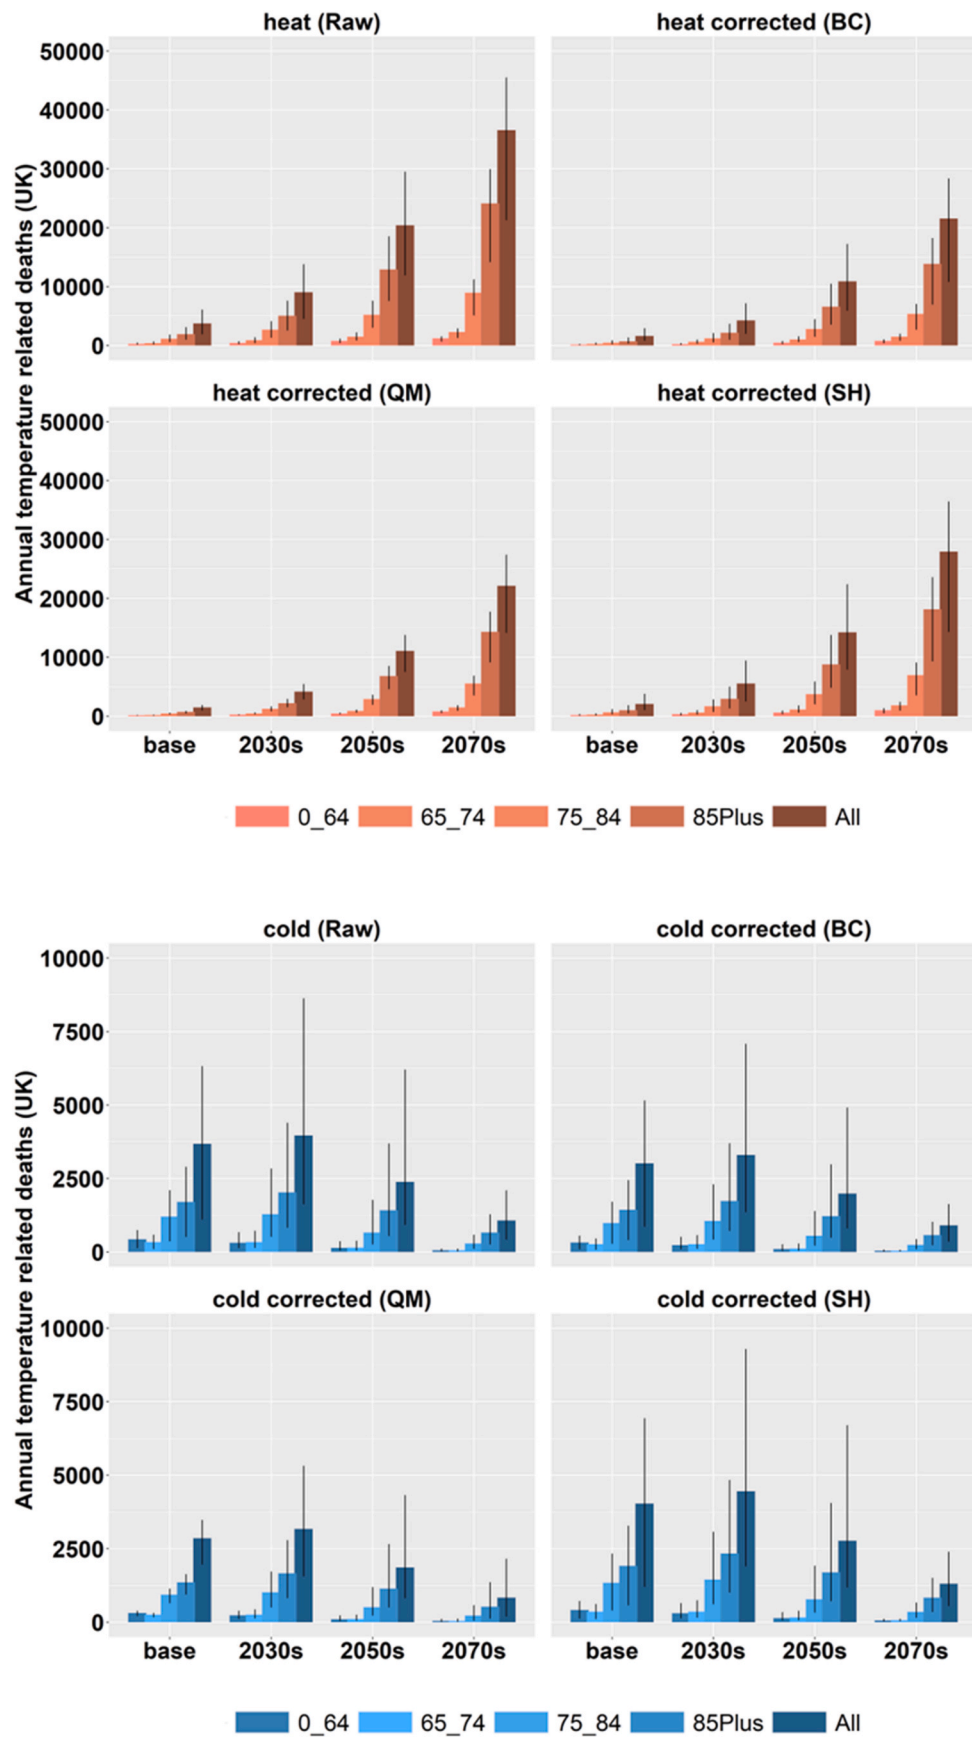 heat (Raw) heat corrected (BC)
50000
40000
30000
20000
10000
0
heat corrected (QM) heat corrected (SH)
50000
40000
30000
20000
10000
0
Annual temperature related deaths (UK)
base 2030s 2050s 2070s base 2030s 2050s 2070s
0_64 65_74 75_84 85Plus All
cold (Raw) cold corrected (BC)
10000
7500
5000
2500
0
cold corrected (QM) cold corrected (SH)
10000
7500
5000
2500
0
Annual temperature related deaths (UK)
base 2030s 2050s 2070s base 2030s 2050s 2070s
0_64 65_74 75_84 85Plus All